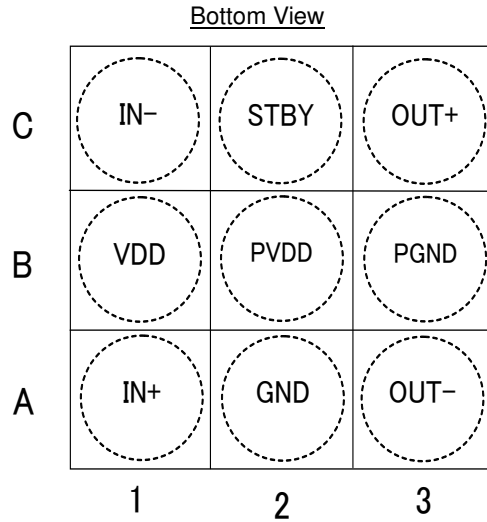 Bottom View
C IN- STBY OUT+
B VDD PVDD PGND
A IN+ GND OUT-
1 2 3